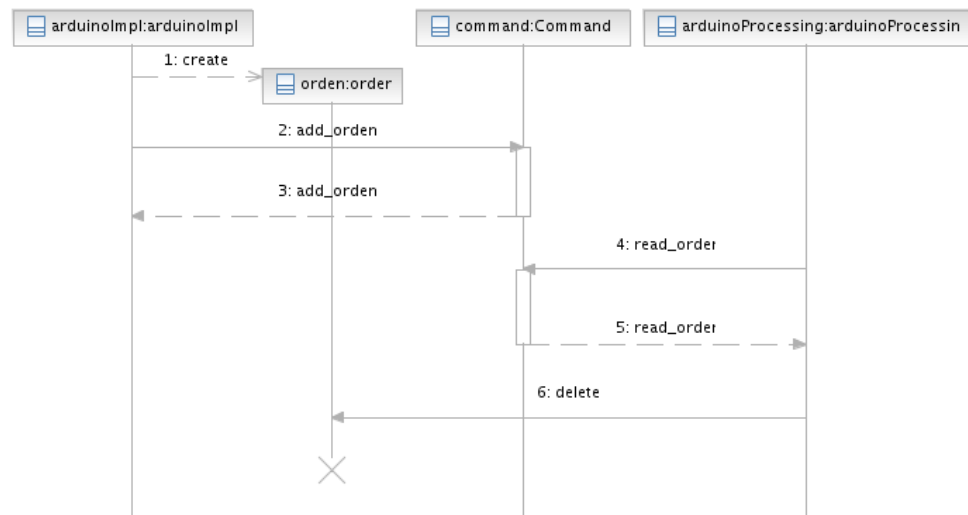 arduinoImpl:arduinoImpl
command:Command
arduinoProcessing:arduinoProcessin
1: create
orden:order
2: add_orden
3: add_orden
4: read_order
5: read_order
6: delete